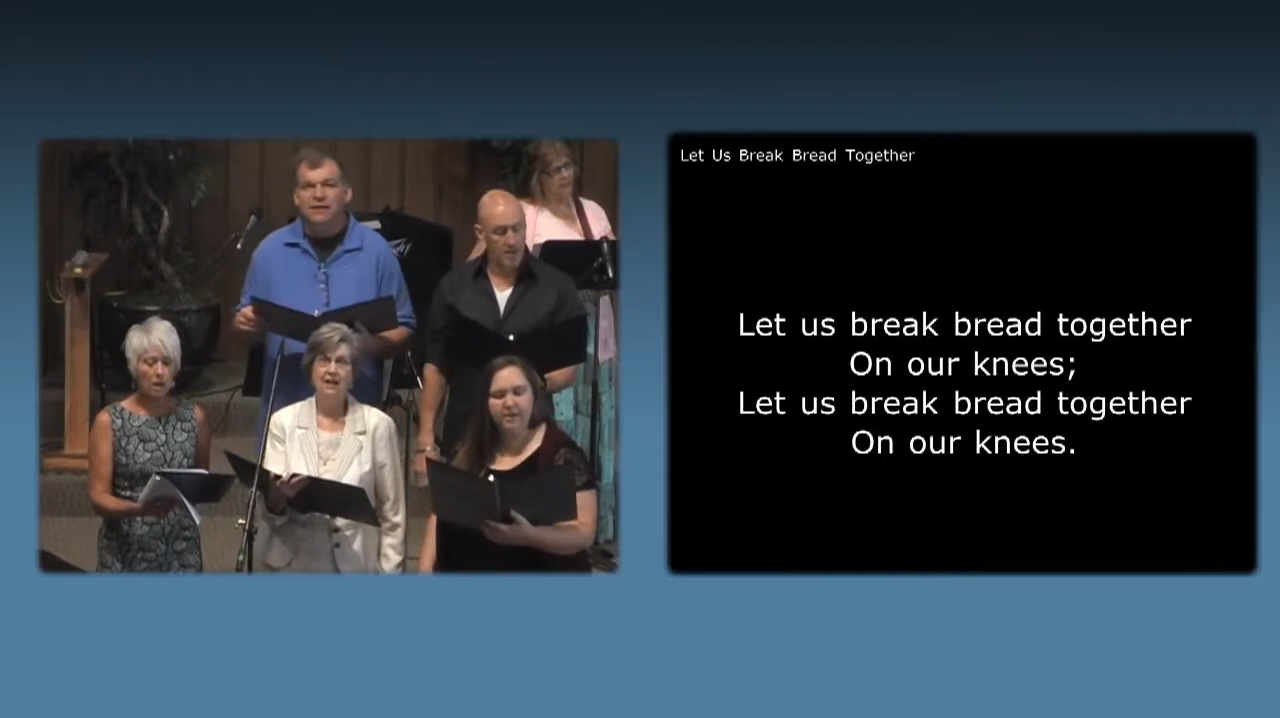 Let Us Break Bread Together
Let us break bread together
On our knees;
Let us break bread together
On our knees.